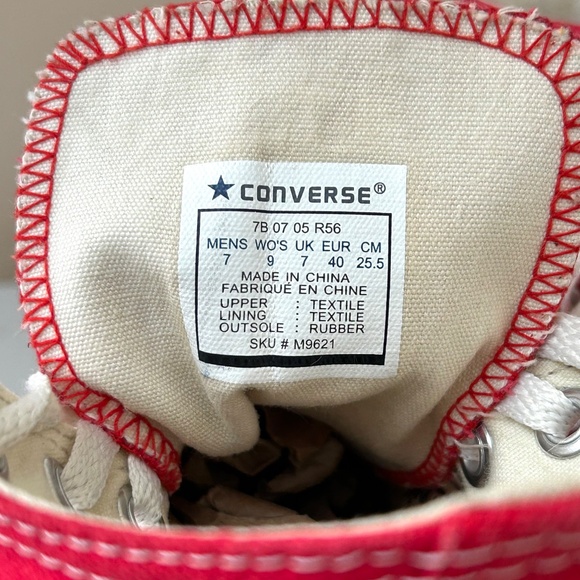 CONVERSE®
7B 07 05 R56
MENS WO'S UK EUR CM
7 9 7 40 25.5
MADE IN CHINA
FABRIQUÉ EN CHINE
UPPER : TEXTILE
LINING : TEXTILE
OUTSOLE : RUBBER
SKU # M9621